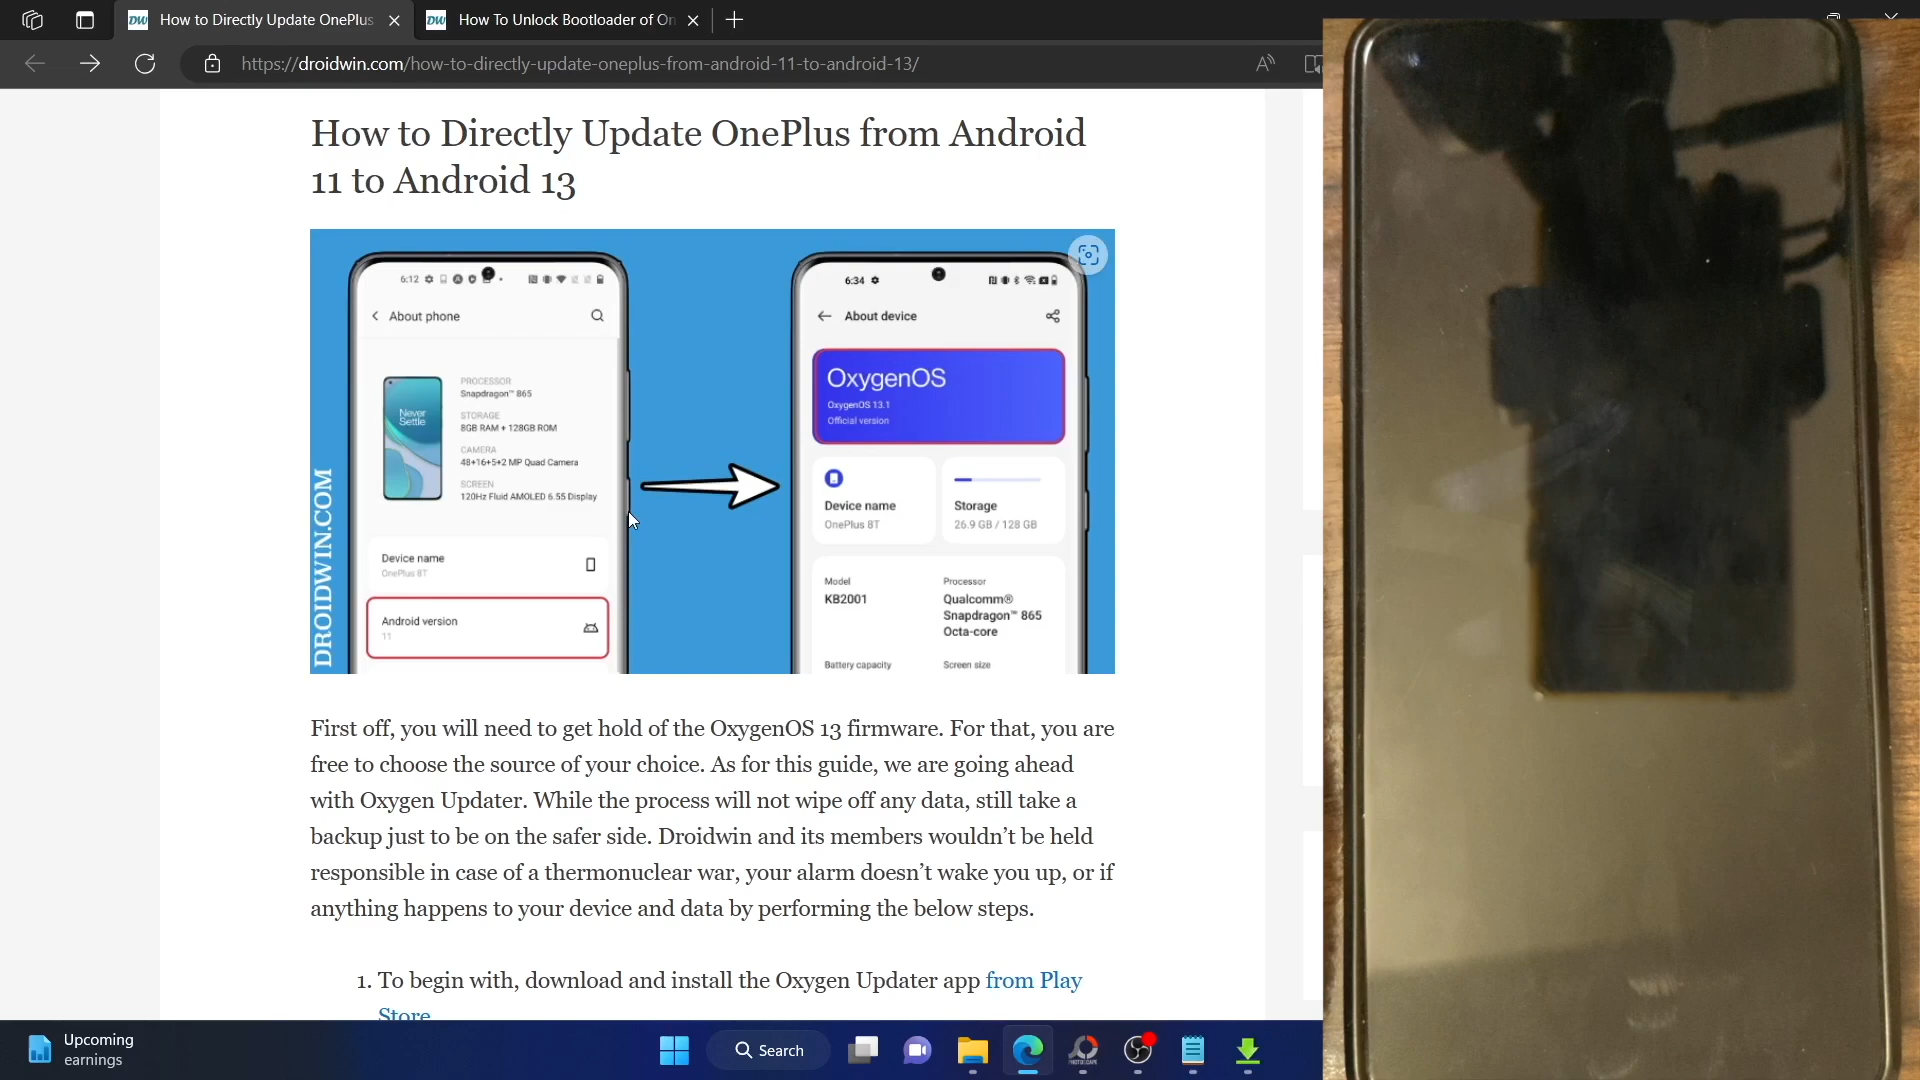 How to Directly Update OnePlus
How To Unlock Bootloader of On
https://droidwin.com/how-to-directly-update-oneplus-from-android-11-to-android-13/
How to Directly Update OnePlus from Android
11 to Android 13
6:12
About phone
PROCESSOR
Snapdragon™ 865
STORAGE
8GB RAM + 128GB ROM
CAMERA
48+16+5+2 MP Quad Camera
SCREEN
120Hz Fluid AMOLED 6.55 Display
Never
Settle
Device name
OnePlus 8T
Android version
11
DROIDWIN.COM
6:34
About device
OxygenOS
OxygenOS 13.1
Official version
Device name
OnePlus 8T
Storage
26.9 GB / 128 GB
Model
KB2001
Processor
Qualcomm®
Snapdragon™ 865
Octa-core
Battery capacity
Screen size
First off, you will need to get hold of the OxygenOS 13 firmware. For that, you are
free to choose the source of your choice. As for this guide, we are going ahead
with Oxygen Updater. While the process will not wipe off any data, still take a
backup just to be on the safer side. Droidwin and its members wouldn’t be held
responsible in case of a thermonuclear war, your alarm doesn’t wake you up, or if
anything happens to your device and data by performing the below steps.
1. To begin with, download and install the Oxygen Updater app from Play
Store
Upcoming
earnings
Search